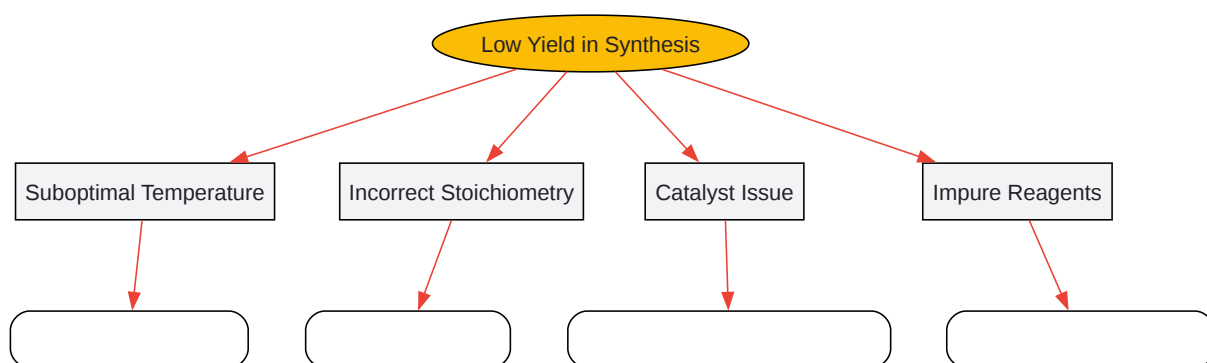 Low Yield in Synthesis
Suboptimal Temperature
Incorrect Stoichiometry
Catalyst Issue
Impure Reagents